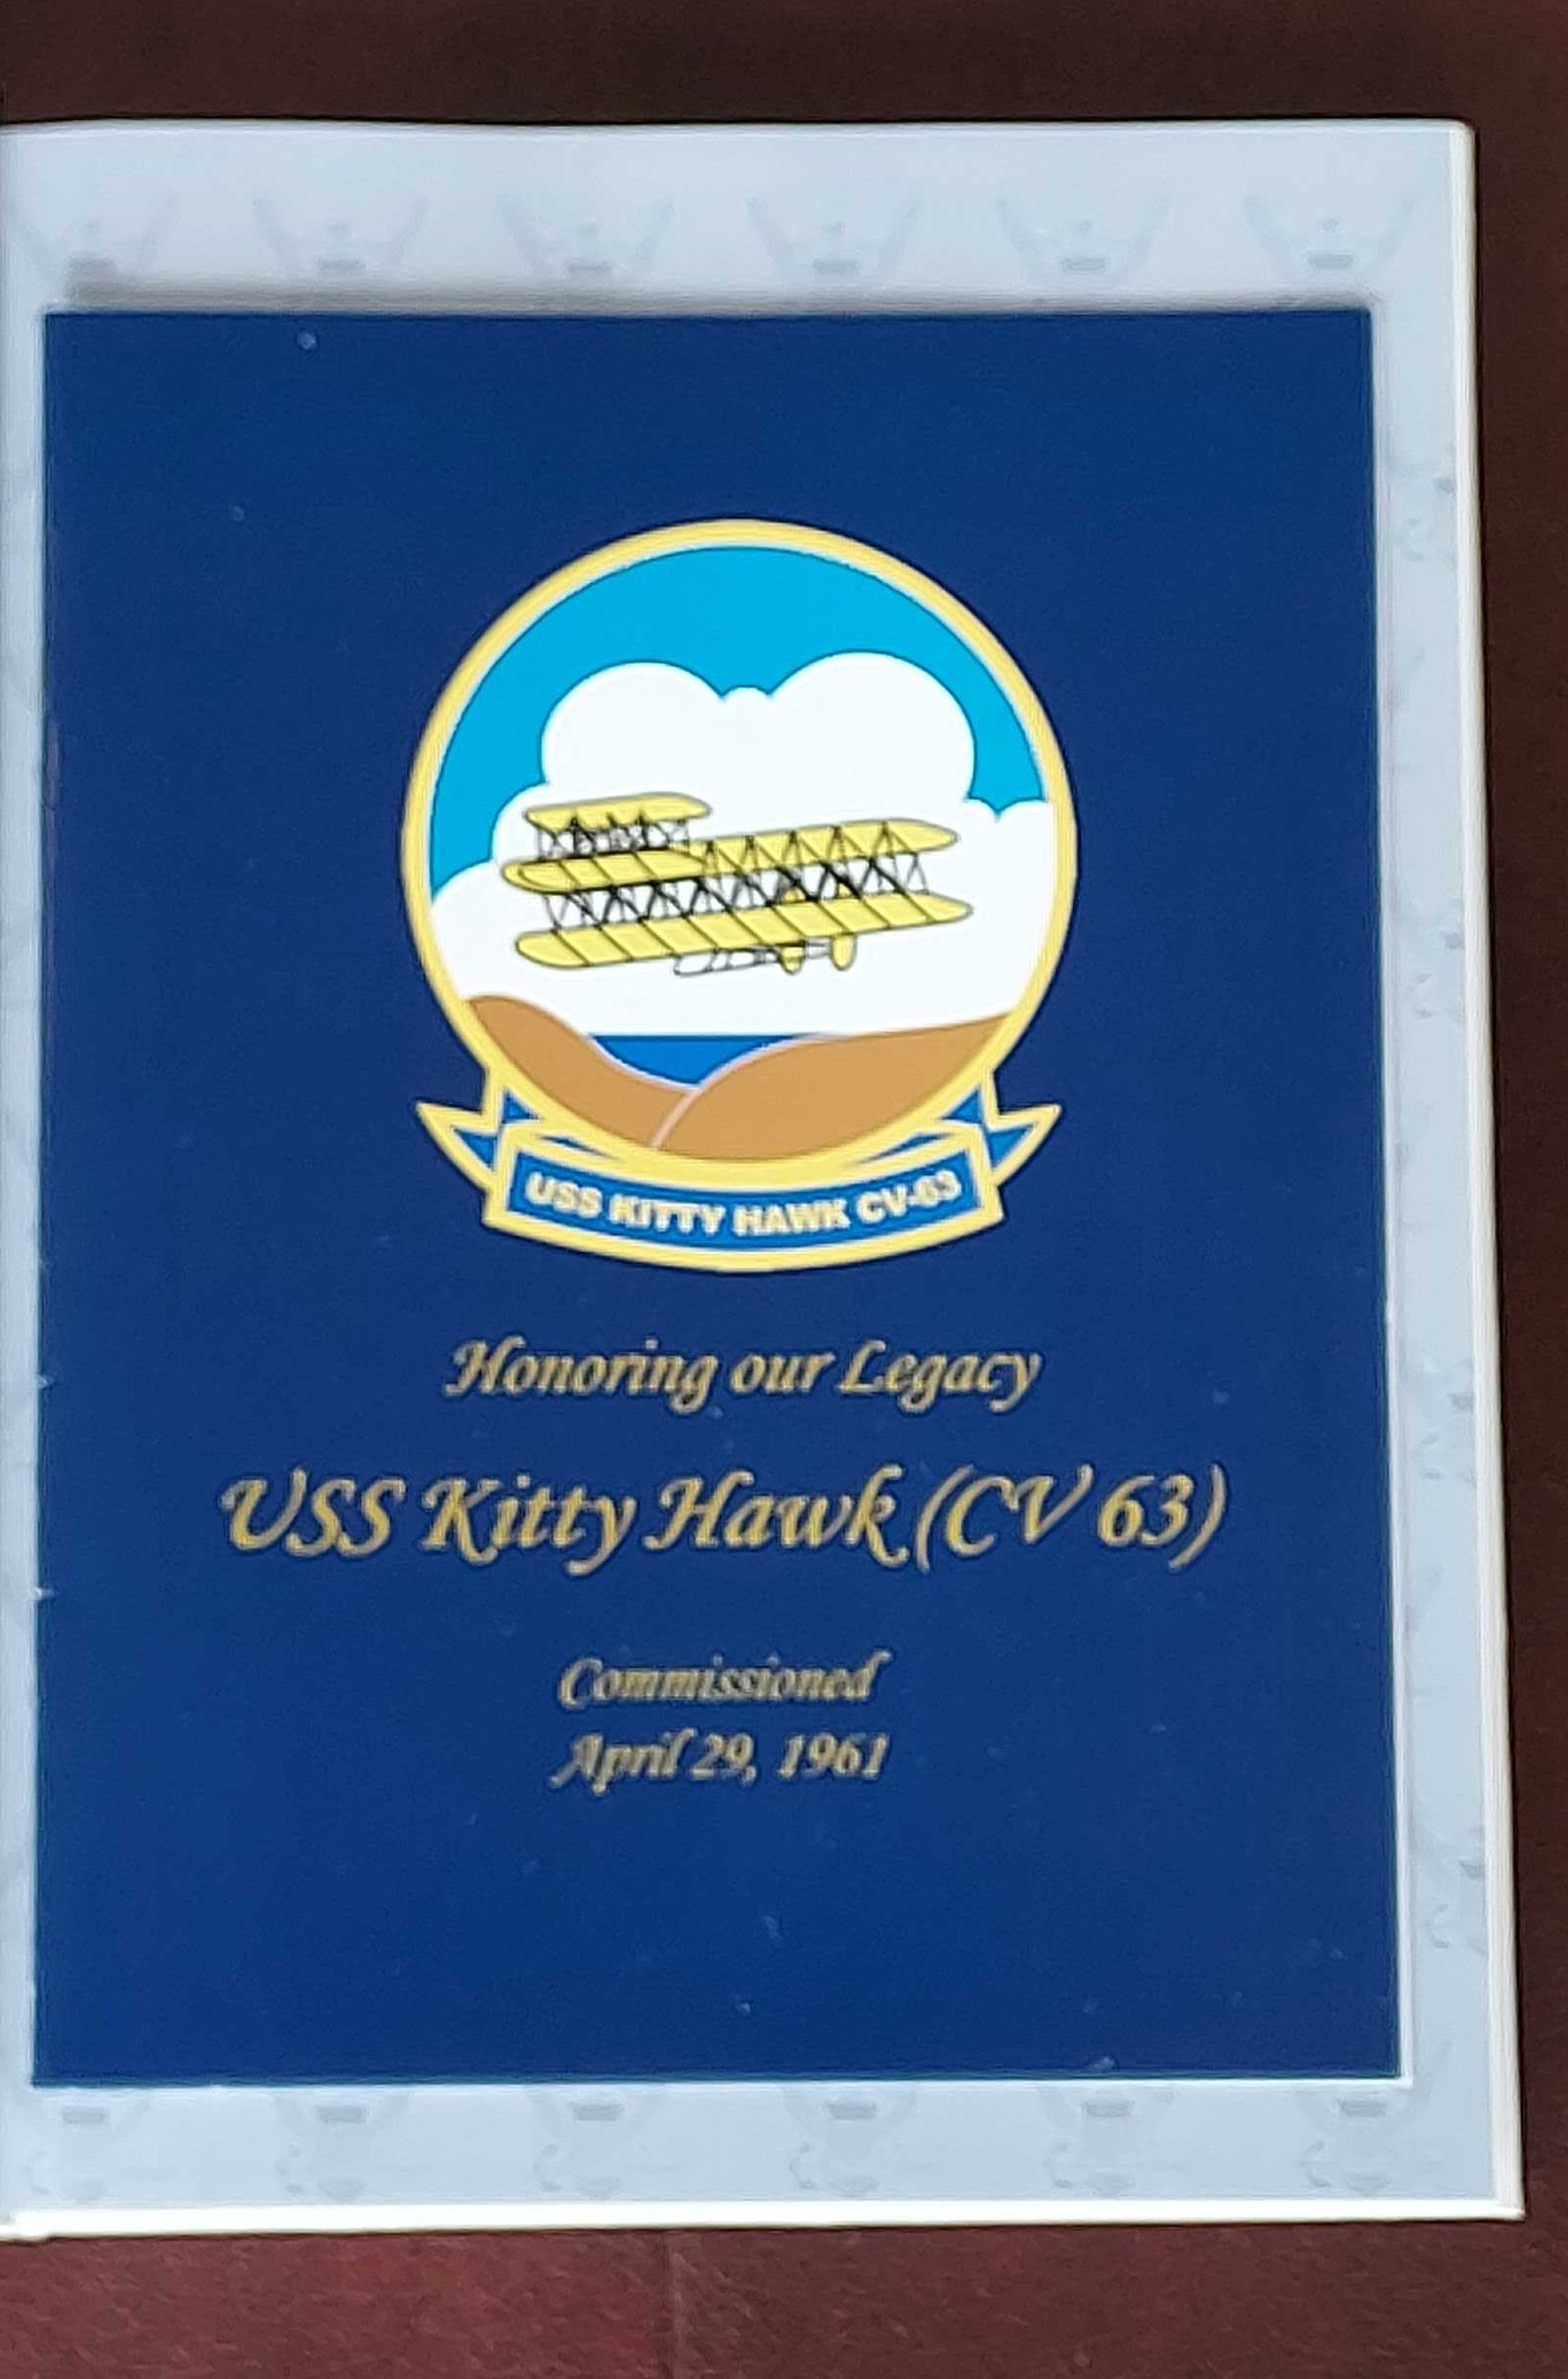 USS KITTY HAWK CV-63
Honoring our Legacy
USS Kitty Hawk (CV 63)
Commissioned
April 29, 1961